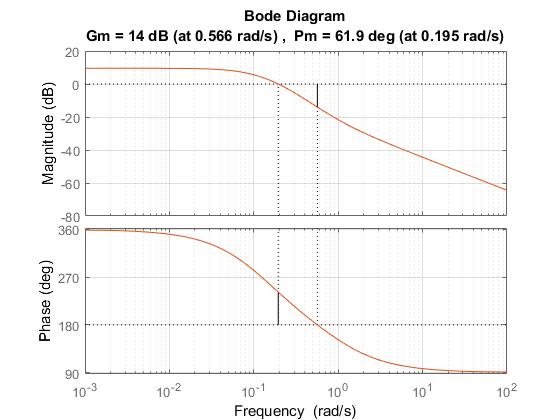 Bode Diagram
Gm = 14 dB (at 0.566 rad/s) , Pm = 61.9 deg (at 0.195 rad/s)
20
0
-20
-40
-60
-80
Magnitude (dB)
360
270
180
90
Phase (deg)
10^-3 10^-2 10^-1 10^0 10^1 10^2
Frequency (rad/s)